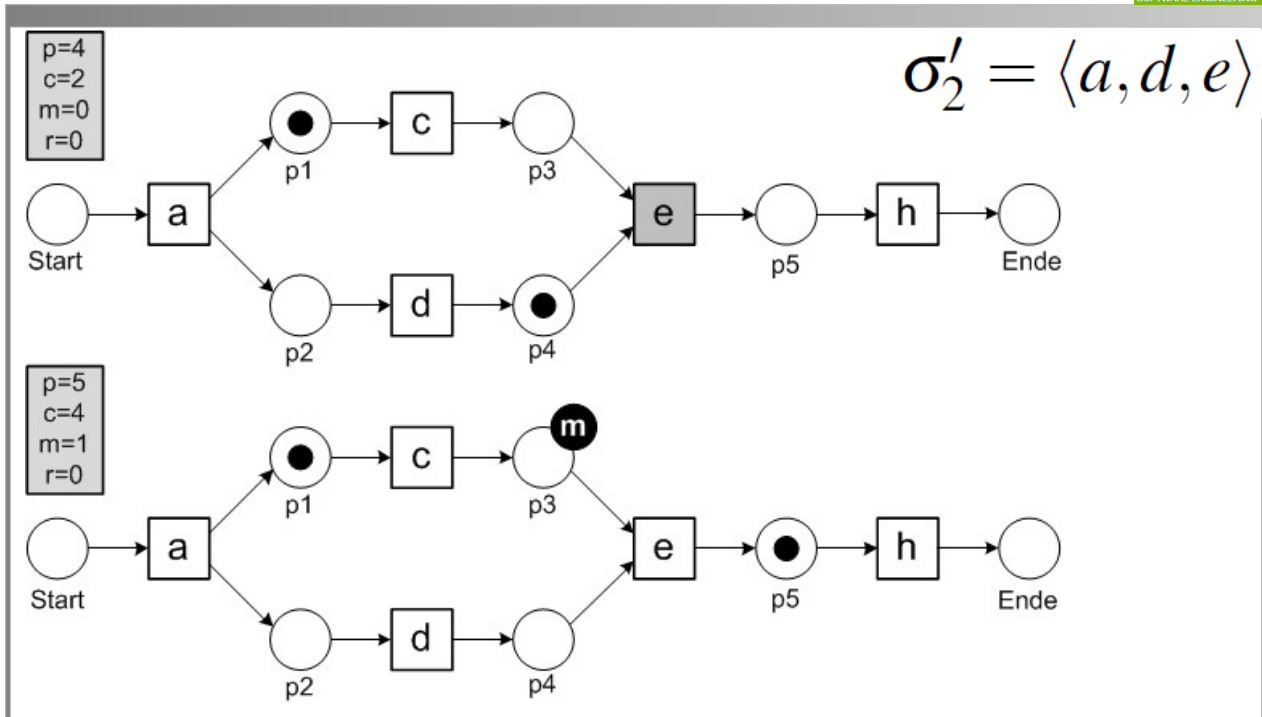 p=4
c=2
m=0
r=0
σ′₂ = ⟨a, d, e⟩
p1
c
p3
Start
a
e
p5
h
Ende
p2
d
p4
p=5
c=4
m=1
r=0
p1
c
m
p3
Start
a
e
p5
h
Ende
p2
d
p4